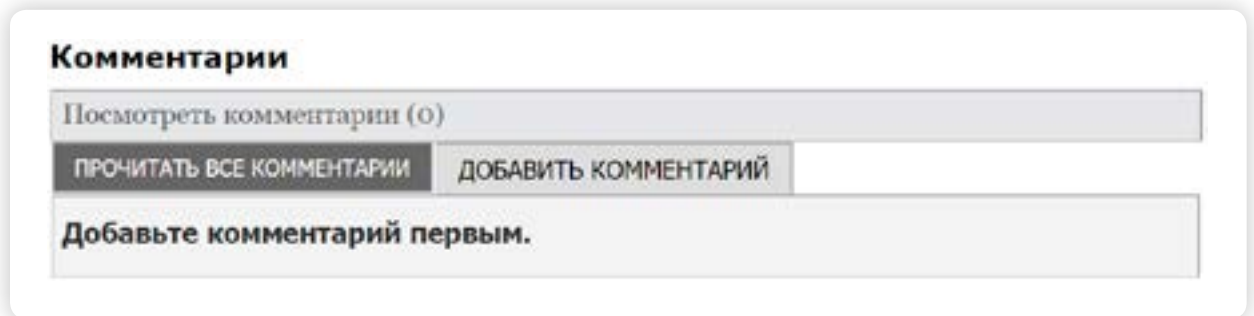 Комментарии
Посмотреть комментарии (0)
ПРОЧИТАТЬ ВСЕ КОММЕНТАРИИ ДОБАВИТЬ КОММЕНТАРИЙ
Добавьте комментарий первым.